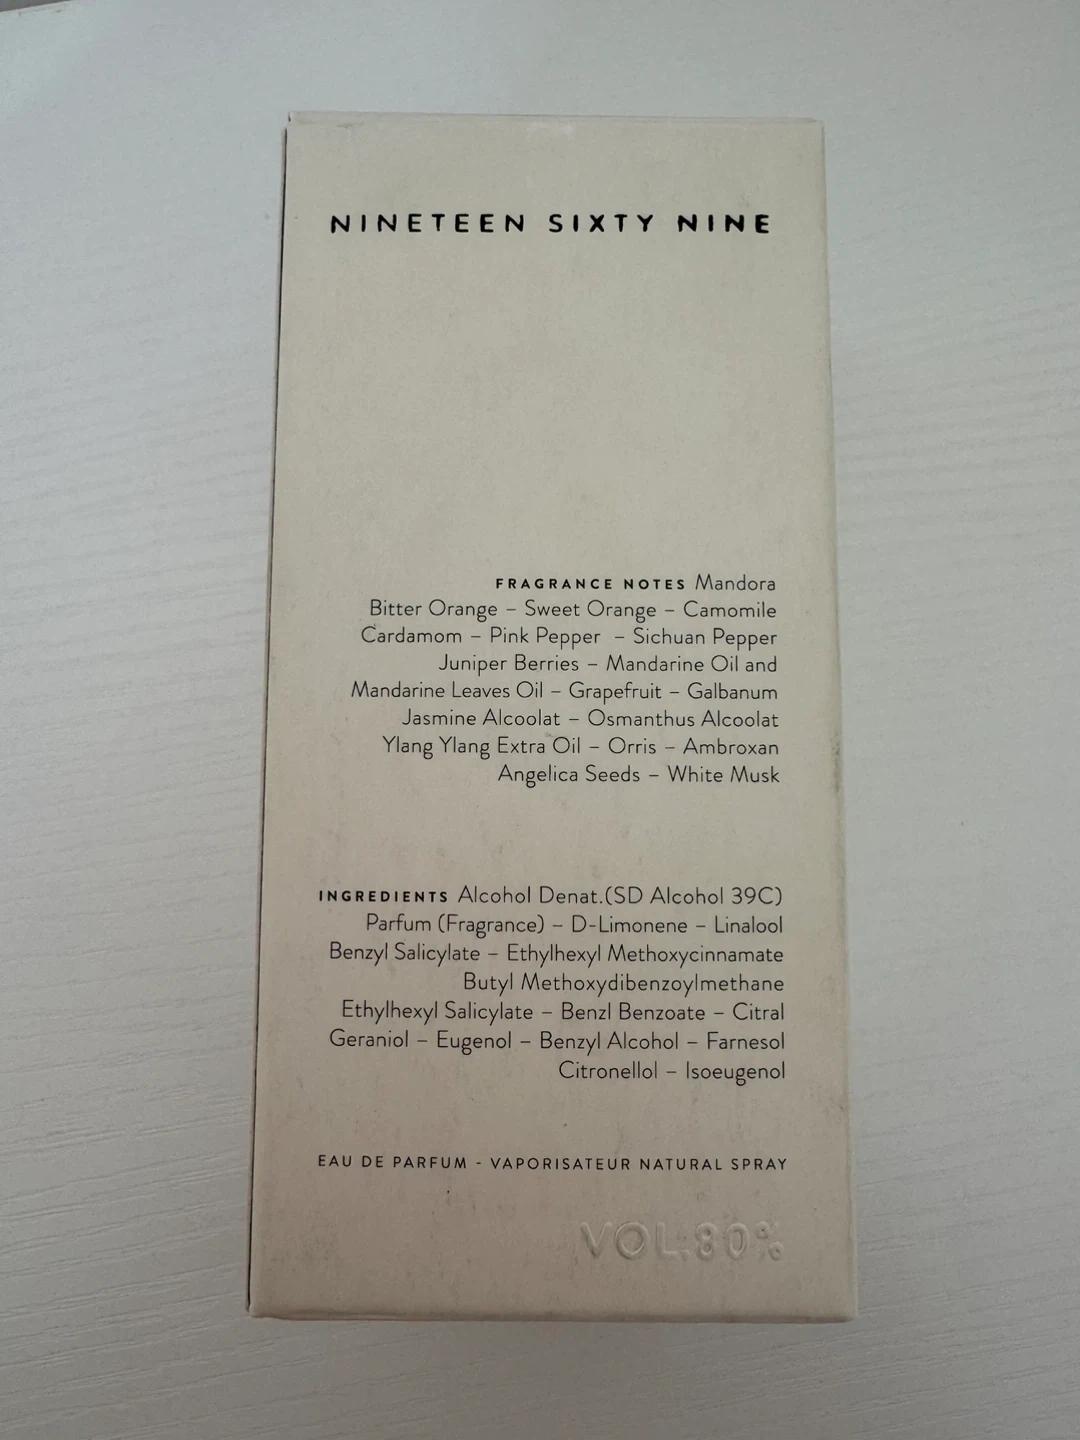 NINETEEN SIXTY NINE
FRAGRANCE NOTES Mandora
Bitter Orange – Sweet Orange – Camomile
Cardamom – Pink Pepper – Sichuan Pepper
Juniper Berries – Mandarine Oil and
Mandarine Leaves Oil – Grapefruit – Galbanum
Jasmine Alcoolat – Osmanthus Alcoolat
Ylang Ylang Extra Oil – Orris – Ambroxan
Angelica Seeds – White Musk
INGREDIENTS Alcohol Denat.(SD Alcohol 39C)
Parfum (Fragrance) – D-Limonene – Linalool
Benzyl Salicylate – Ethylhexyl Methoxycinnamate
Butyl Methoxydibenzoylmethane
Ethylhexyl Salicylate – Benzl Benzoate – Citral
Geraniol – Eugenol – Benzyl Alcohol – Farnesol
Citronellol – Isoeugenol
EAU DE PARFUM - VAPORISATEUR NATURAL SPRAY
VOL:80%